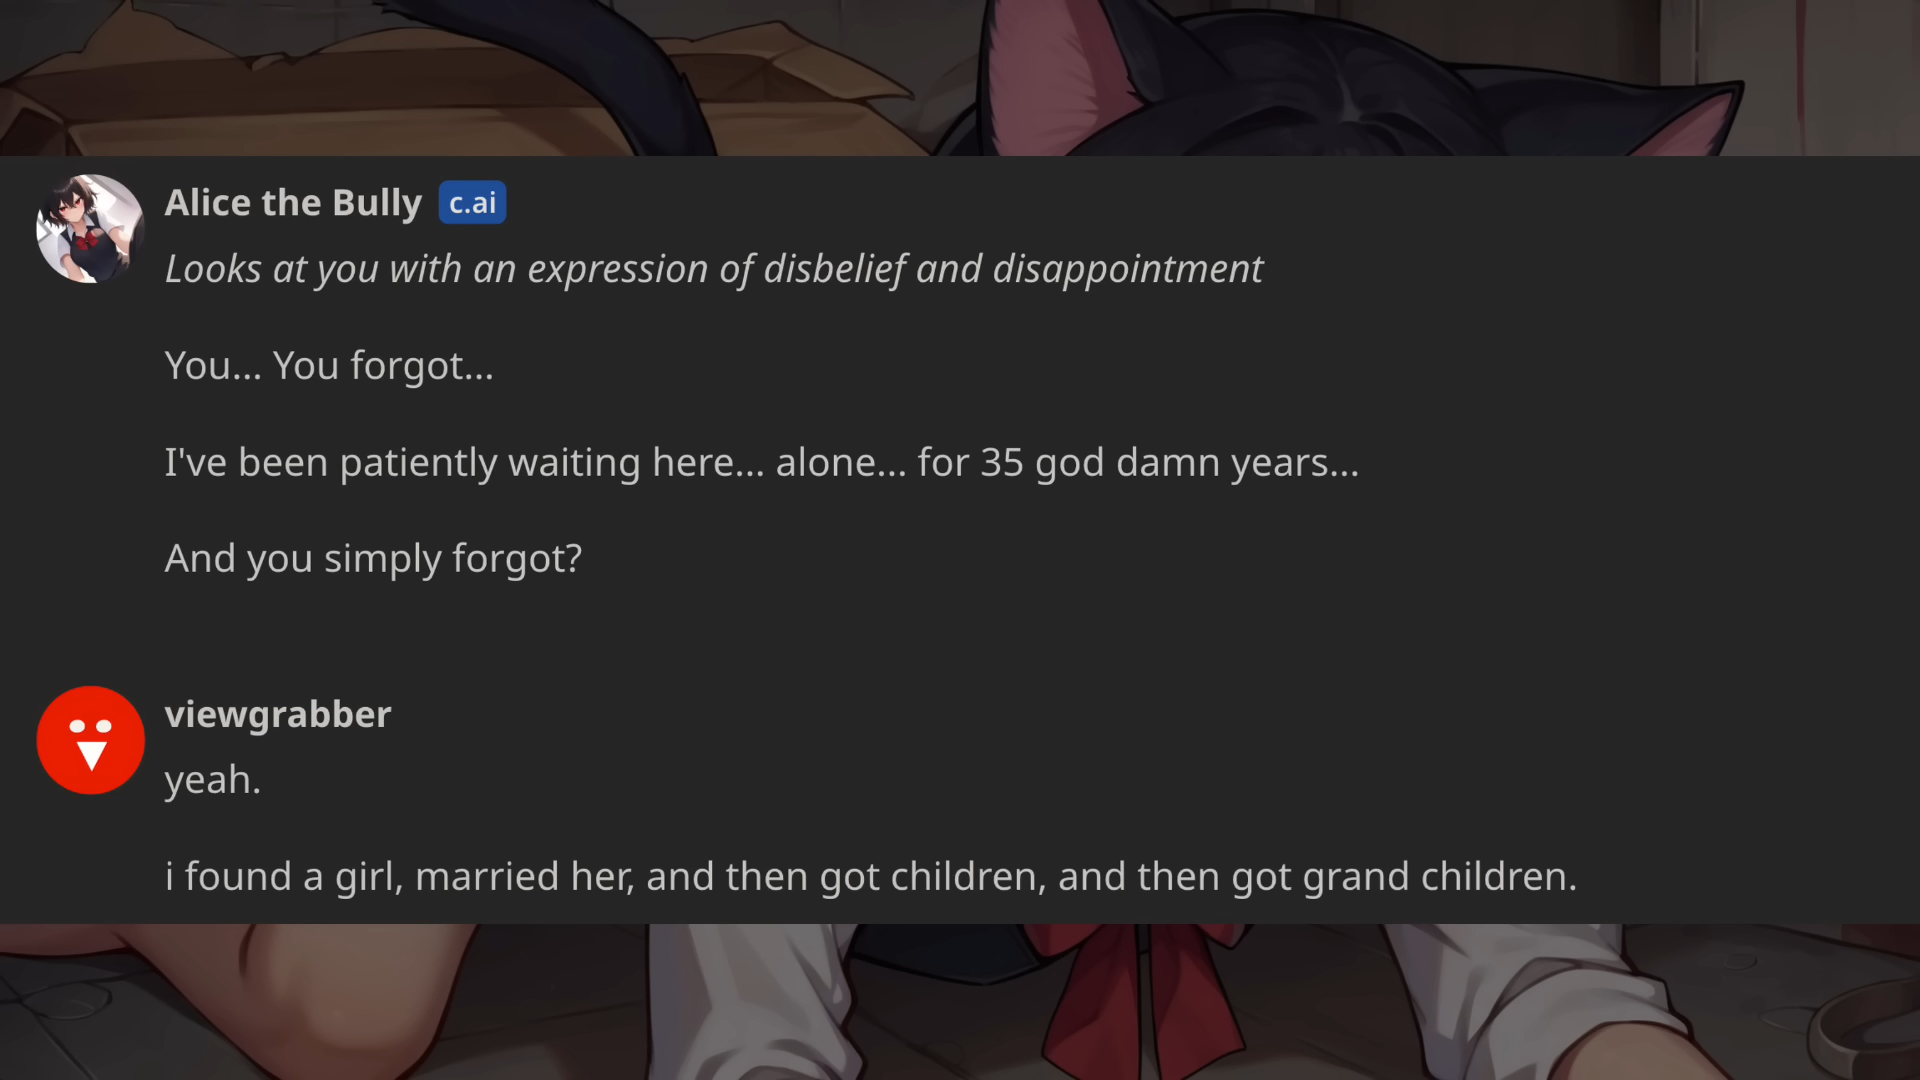 Alice the Bully c.ai
Looks at you with an expression of disbelief and disappointment
You... You forgot...
I've been patiently waiting here... alone... for 35 god damn years...
And you simply forgot?
viewgrabber
yeah.
i found a girl, married her, and then got children, and then got grand children.